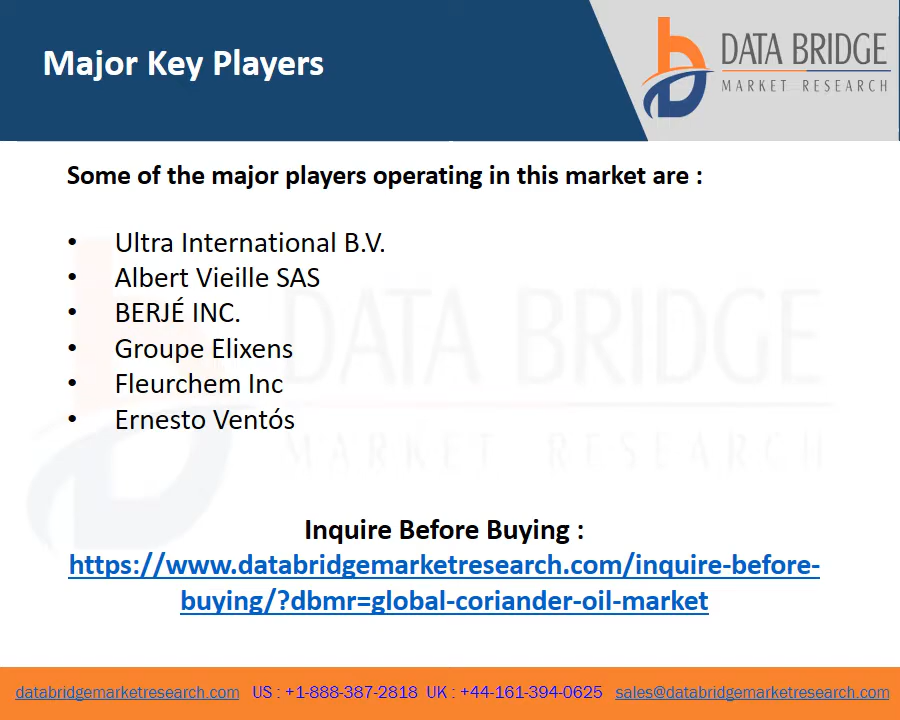 Major Key Players
DATA BRIDGE
MARKET RESEARCH
Some of the major players operating in this market are :
• Ultra International B.V.
• Albert Vieille SAS
• BERJÉ INC.
• Groupe Elixens
• Fleurchem Inc
• Ernesto Ventós
DATA BRIDGE
MARKET RESEARCH
Inquire Before Buying :
https://www.databridgemarketresearch.com/inquire-before-
buying/?dbmr=global-coriander-oil-market
databridgemarketresearch.com US : +1-888-387-2818 UK : +44-161-394-0625 sales@databridgemarketresearch.com